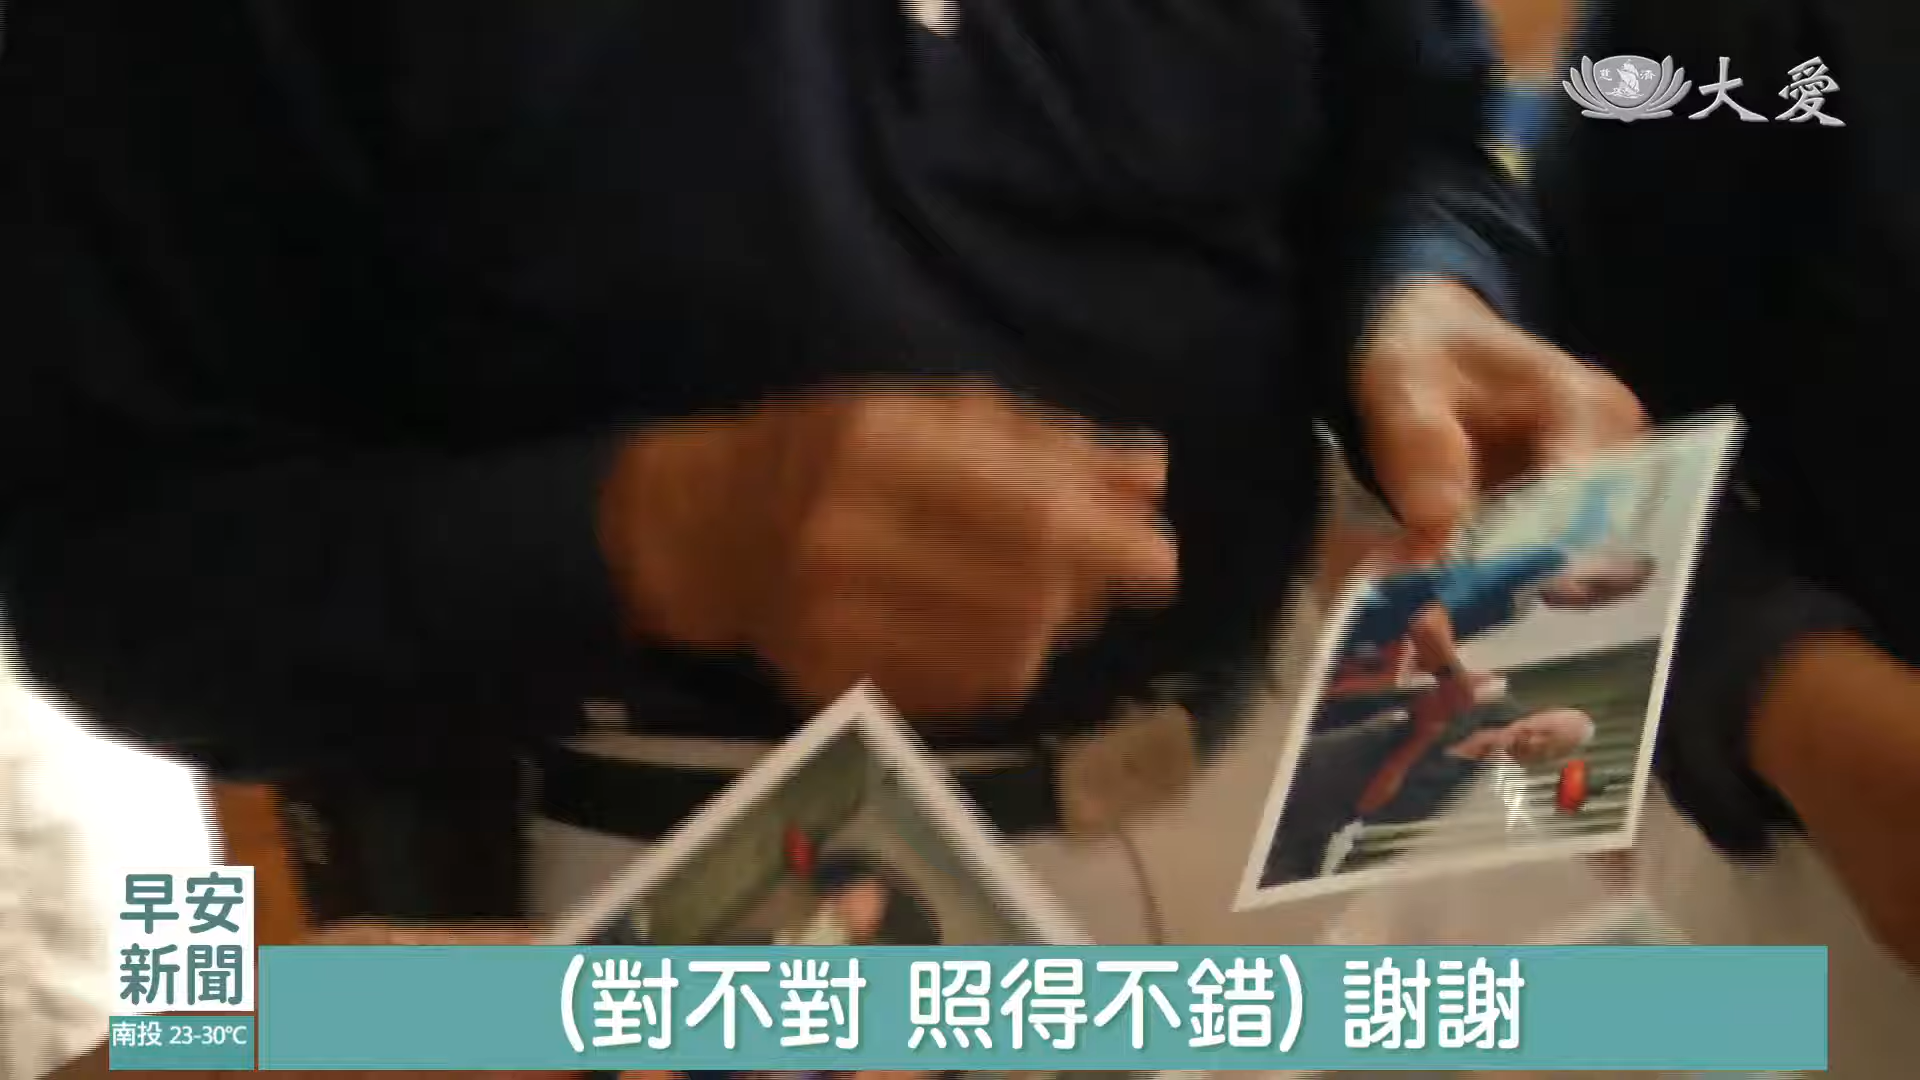 大愛
早安
新聞
(對不對 照得不錯) 謝謝
南投 23-30℃